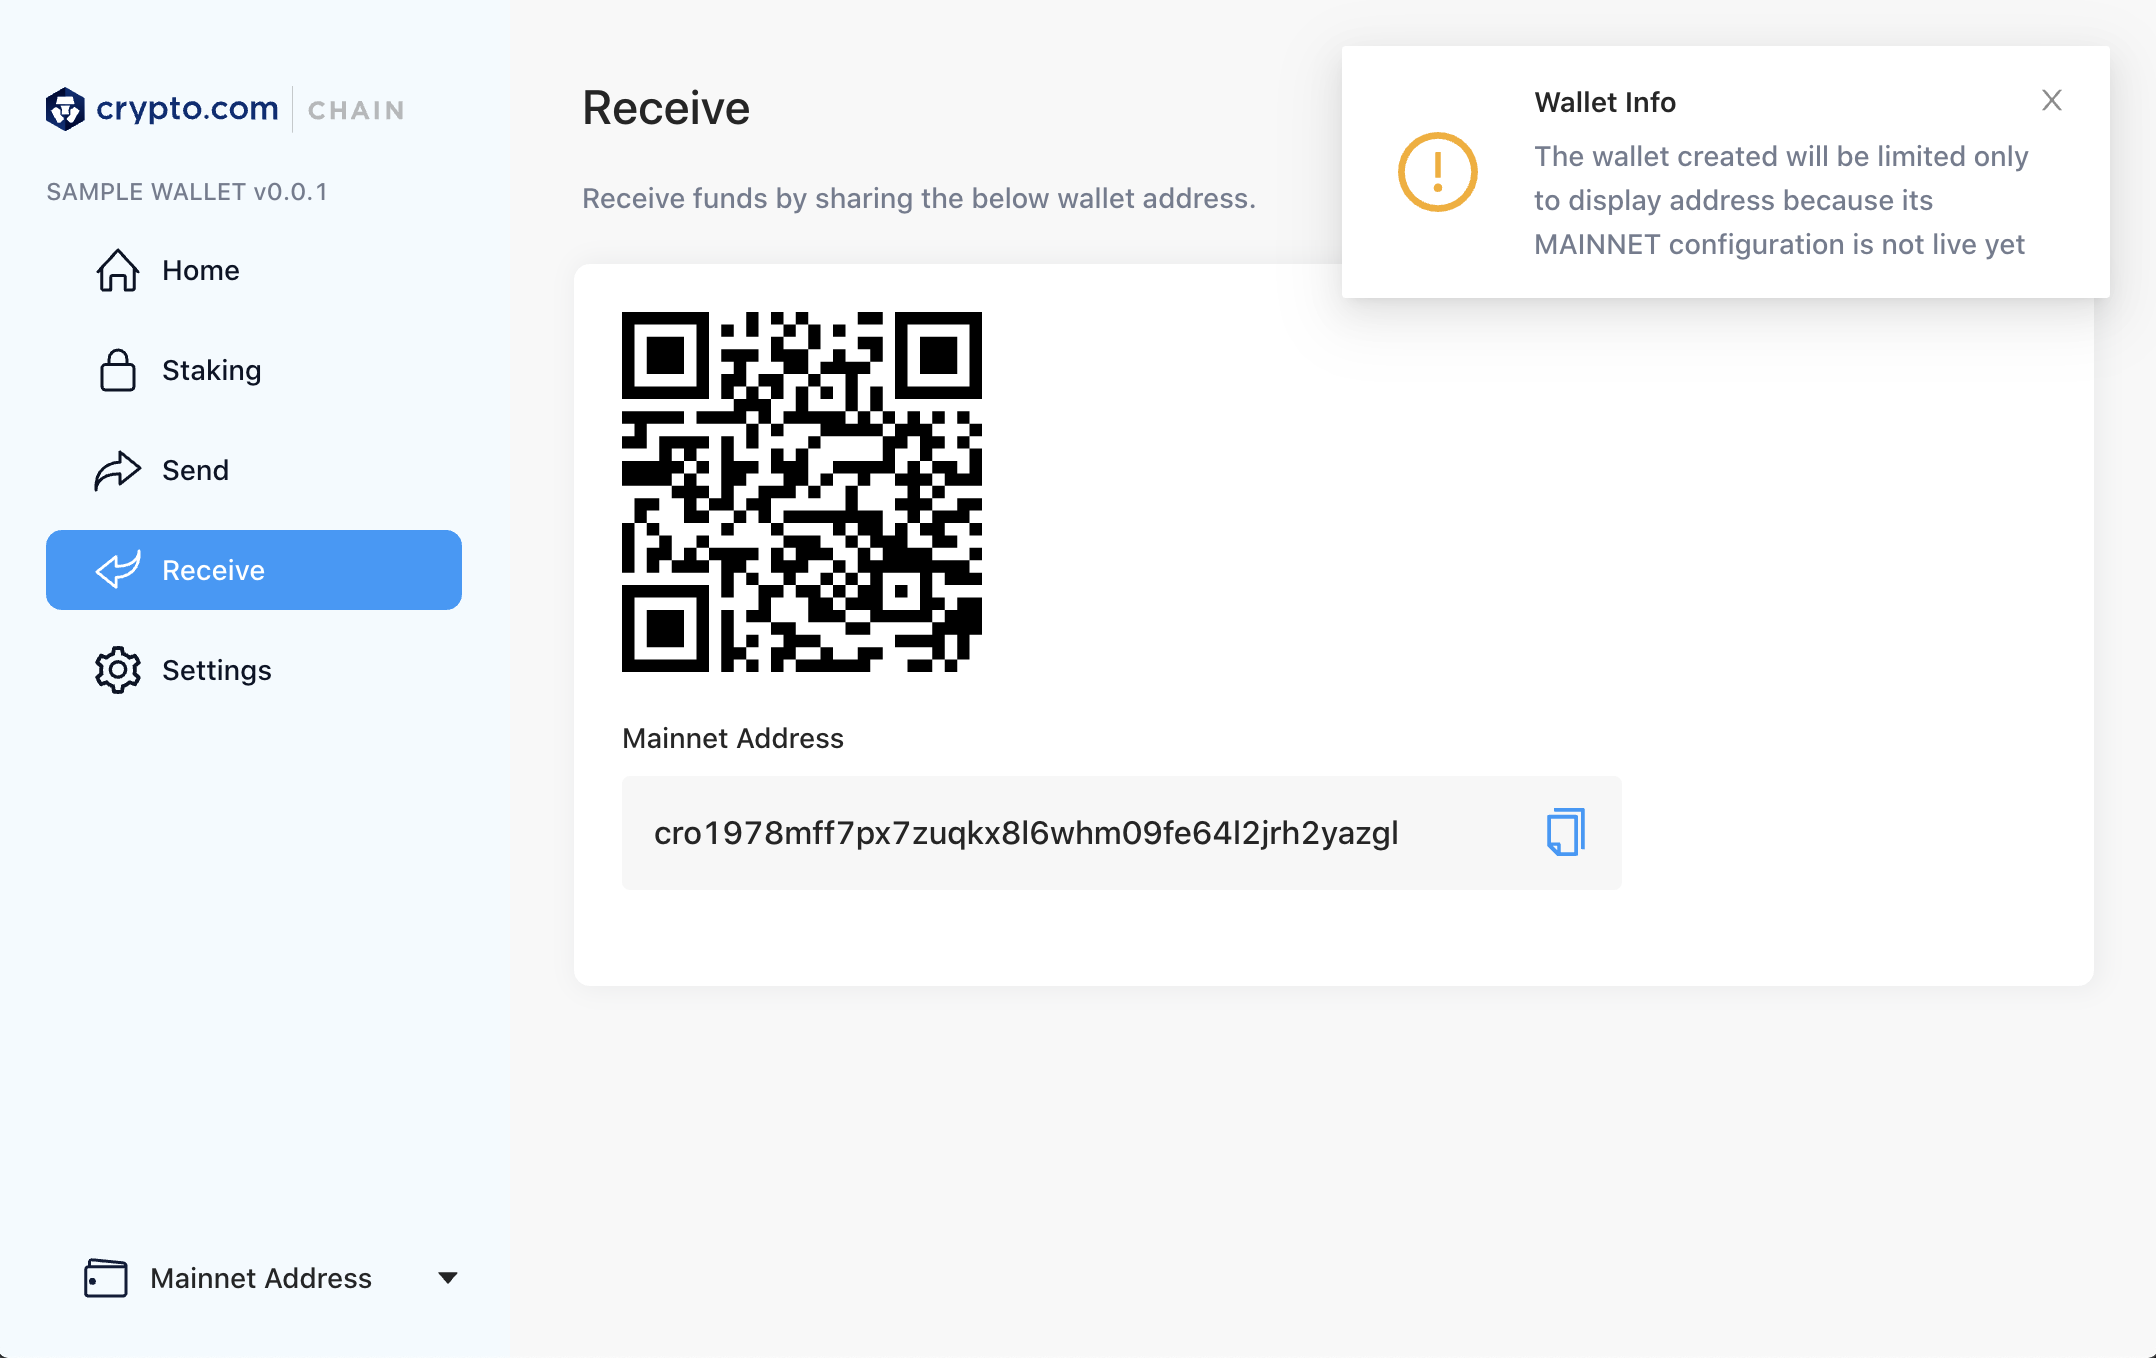 crypto.com CHAIN
SAMPLE WALLET v0.0.1
Home
Staking
Send
Receive
Settings
Mainnet Address
Receive
Receive funds by sharing the below wallet address.
Mainnet Address
cro1978mff7px7zuqkx8l6whm09fe64l2jrh2yazgl
Wallet Info
The wallet created will be limited only
to display address because its
MAINNET configuration is not live yet